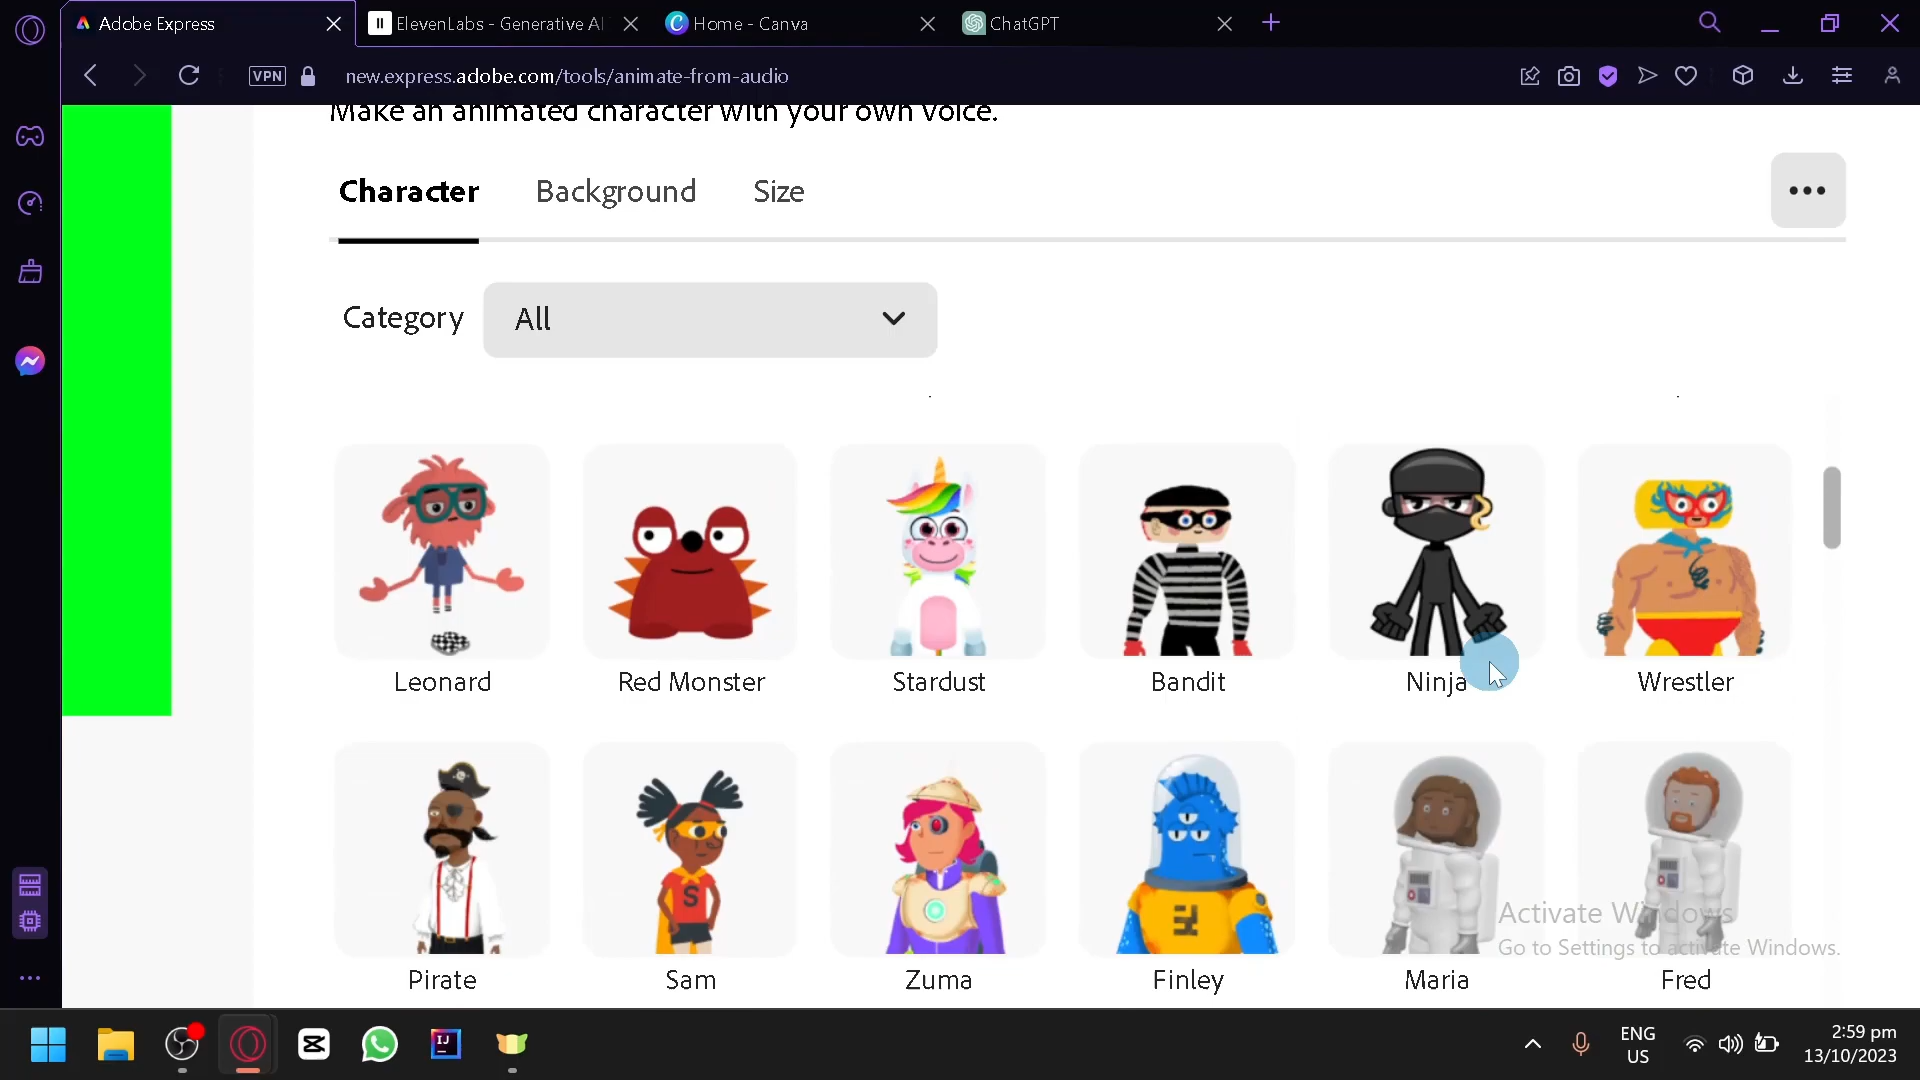 Adobe Express
ElevenLabs - Generative AI
Home - Canva
ChatGPT
VPN
new.express.adobe.com/tools/animate-from-audio
Make an animated character with your own voice.
Character
Background
Size
Category
All
Leonard
Red Monster
Stardust
Bandit
Ninja
Wrestler
S
Pirate
Sam
Zuma
Finley
Maria
Fred
Activate Windows
Go to Settings to activate Windows.
IJ
ENG
US
2:59 pm
13/10/2023